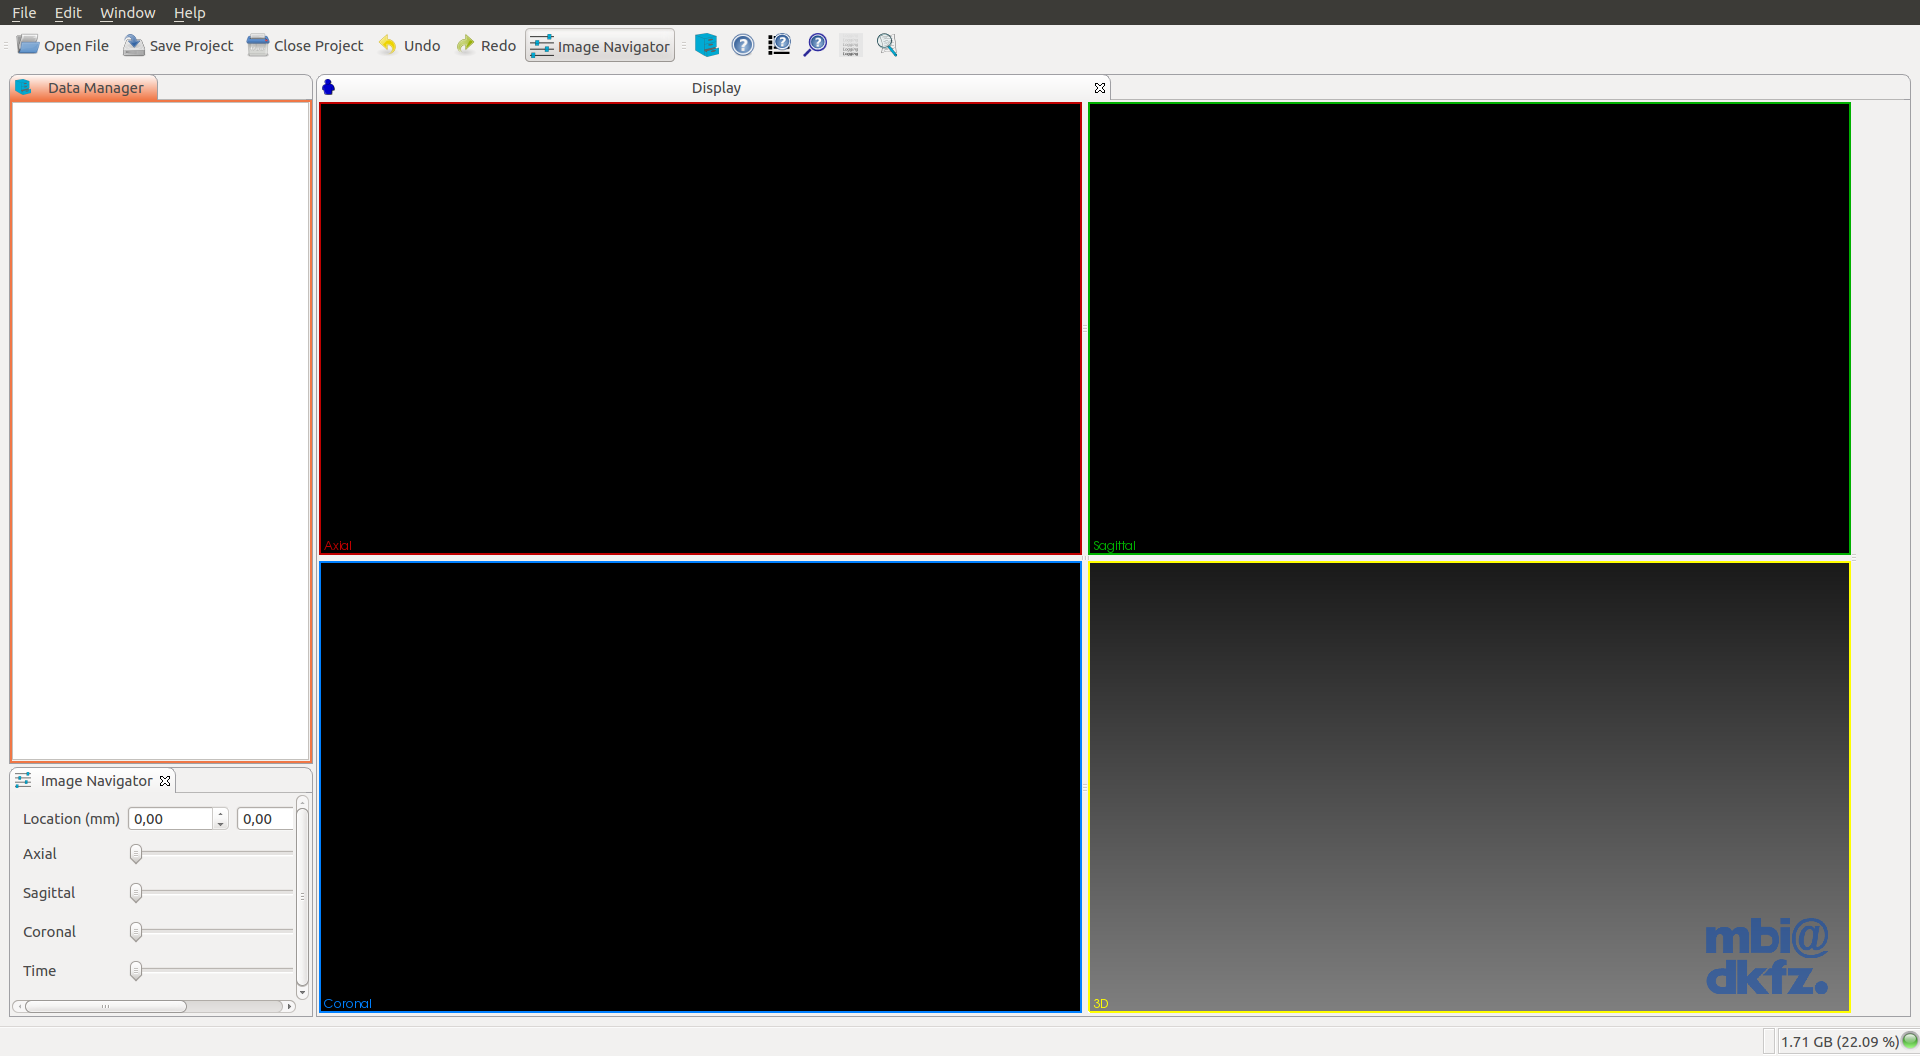 File Edit Window Help
Open File Save Project Close Project Undo Redo Image Navigator
Data Manager
Display
Axial
Sagittal
Image Navigator
Location (mm) 0,00 0,00
Axial
Sagittal
Coronal
Time
Coronal
3D
mbi@
dkfz.
1.71 GB (22.09 %)